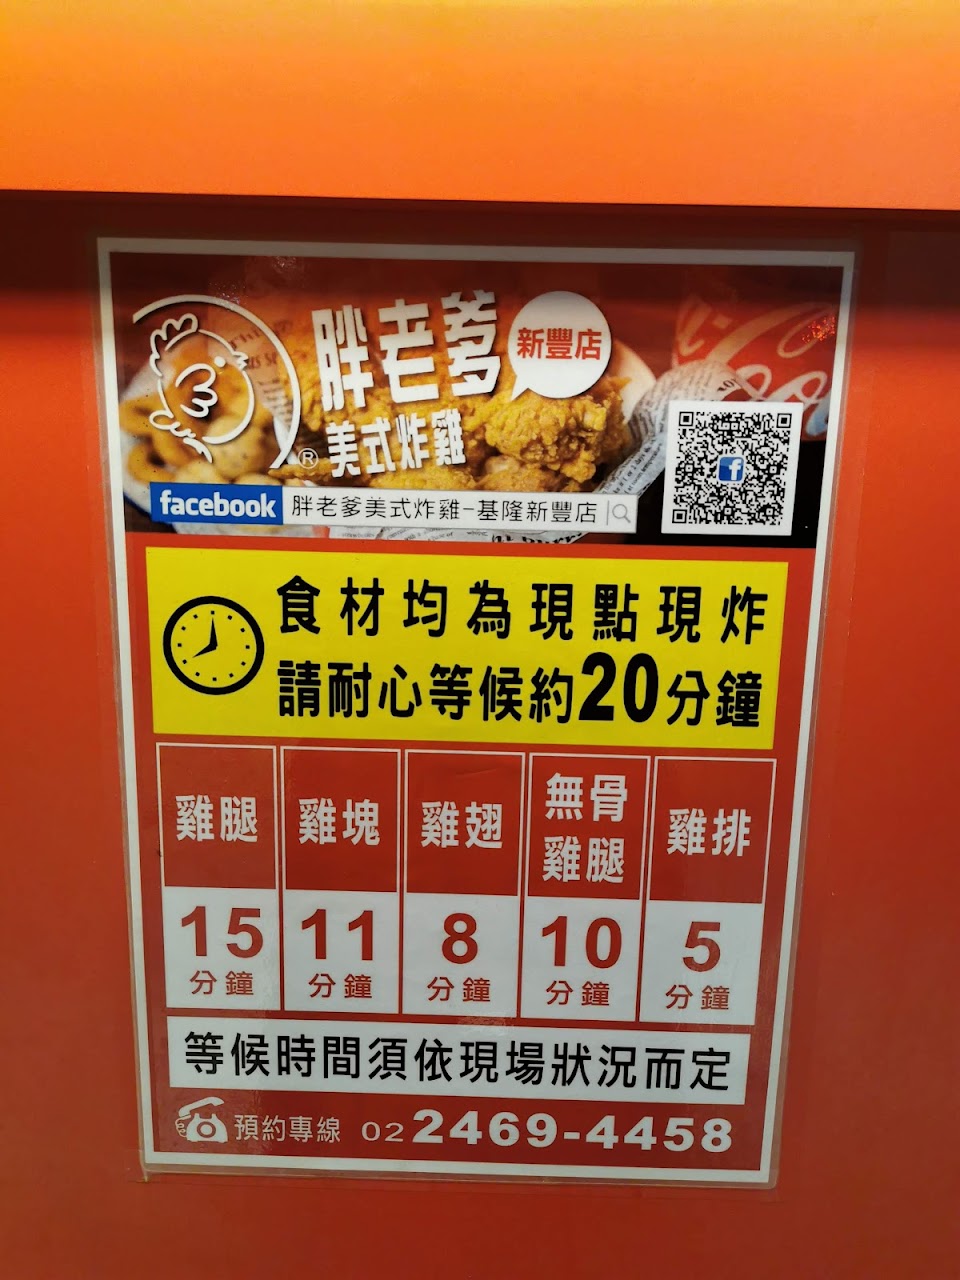 胖老爹
新豐店
®
美式炸雞
facebook 胖老爹美式炸雞-基隆新豐店
f
食材均為現點現炸
請耐心等候約20分鐘
雞腿
雞塊
雞翅
無骨
雞腿
雞排
15
分鐘
11
分鐘
8
分鐘
10
分鐘
5
分鐘
等候時間須依現場狀況而定
預約專線 02 2469-4458